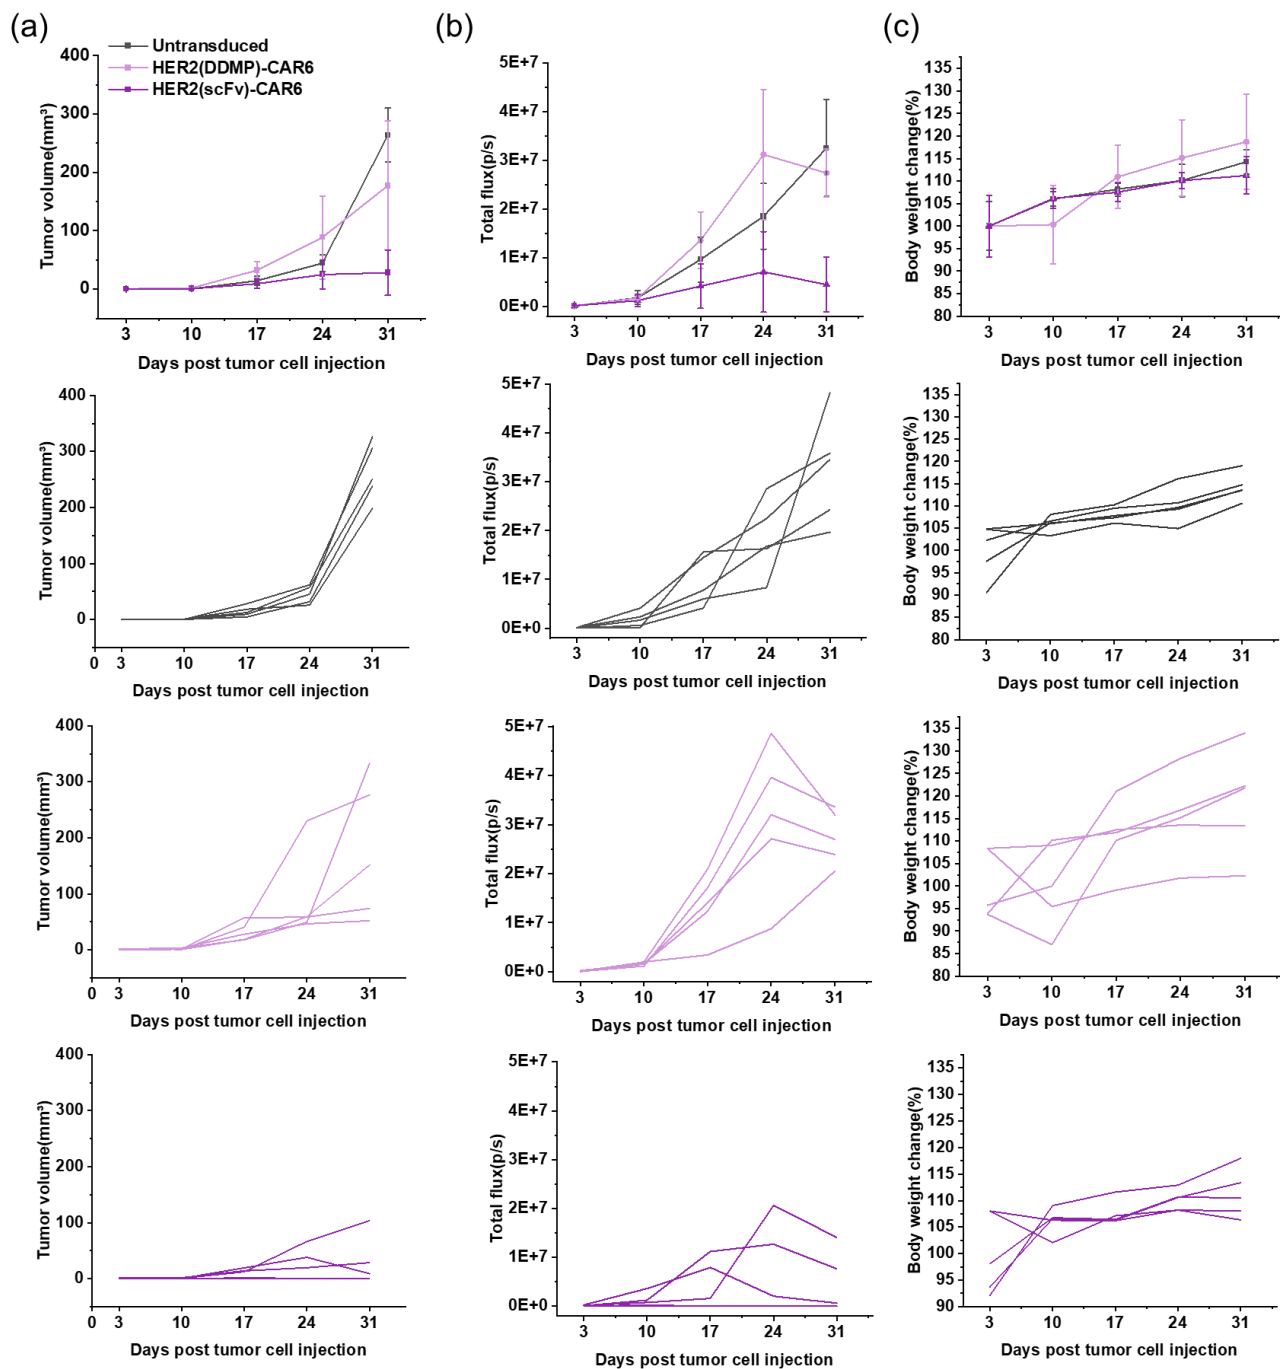 (a)
Untransduced
HER2(DDMP)-CAR6
HER2(scFv)-CAR6
400
300
200
100
0
Tumor volume(mm³)
3 10 17 24 31
Days post tumor cell injection
(b)
5E+7
4E+7
3E+7
2E+7
1E+7
0E+0
Total flux(p/s)
3 10 17 24 31
Days post tumor cell injection
(c)
135
130
125
120
115
110
105
100
95
90
85
80
Body weight change(%)
3 10 17 24 31
Days post tumor cell injection
400
300
200
100
0
Tumor volume(mm³)
0 3 10 17 24 31
Days post tumor cell injection
5E+7
4E+7
3E+7
2E+7
1E+7
0E+0
Total flux(p/s)
3 10 17 24 31
Days post tumor cell injection
135
130
125
120
115
110
105
100
95
90
85
80
Body weight change(%)
3 10 17 24 31
Days post tumor cell injection
400
300
200
100
0
Tumor volume(mm³)
0 3 10 17 24 31
Days post tumor cell injection
5E+7
4E+7
3E+7
2E+7
1E+7
0E+0
Total flux(p/s)
3 10 17 24 31
Days post tumor cell injection
135
130
125
120
115
110
105
100
95
90
85
80
Body weight change(%)
3 10 17 24 31
Days post tumor cell injection
400
300
200
100
0
Tumor volume(mm³)
0 3 10 17 24 31
Days post tumor cell injection
5E+7
4E+7
3E+7
2E+7
1E+7
0E+0
Total flux(p/s)
3 10 17 24 31
Days post tumor cell injection
135
130
125
120
115
110
105
100
95
90
Body weight change(%)
3 10 17 24 31
Days post tumor cell injection